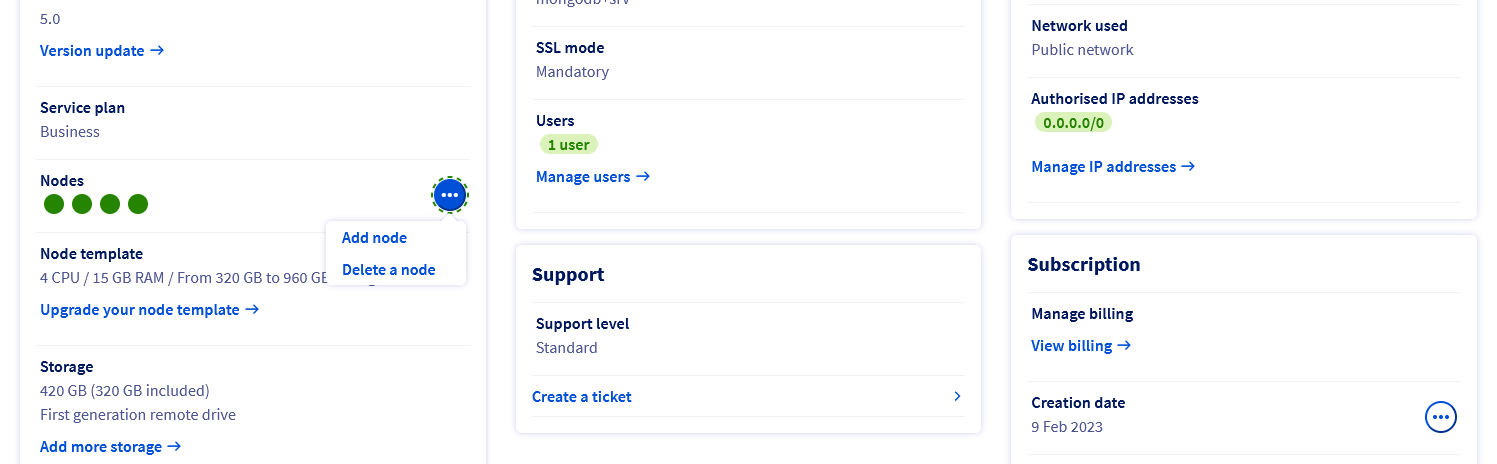 5.0
Version update →
Service plan
Business
Nodes
Add node
Delete a node
Node template
4 CPU / 15 GB RAM / From 320 GB to 960 GB
Upgrade your node template →
Storage
420 GB (320 GB included)
First generation remote drive
Add more storage →
mongodb+srv
SSL mode
Mandatory
Users
1 user
Manage users →
Support
Support level
Standard
Create a ticket
Network used
Public network
Authorised IP addresses
0.0.0.0/0
Manage IP addresses →
Subscription
Manage billing
View billing →
Creation date
9 Feb 2023